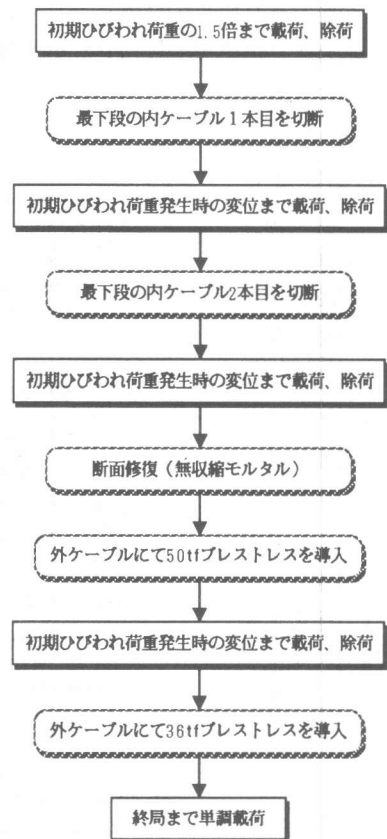 初期ひびわれ荷重の1.5倍まで載荷、除荷
最下段の内ケーブル1本目を切断
初期ひびわれ荷重発生時の変位まで載荷、除荷
最下段の内ケーブル2本目を切断
初期ひびわれ荷重発生時の変位まで載荷、除荷
断面修復（無収縮モルタル）
外ケーブルにて50tfプレストレスを導入
初期ひびわれ荷重発生時の変位まで載荷、除荷
外ケーブルにて36tfプレストレスを導入
終局まで単調載荷